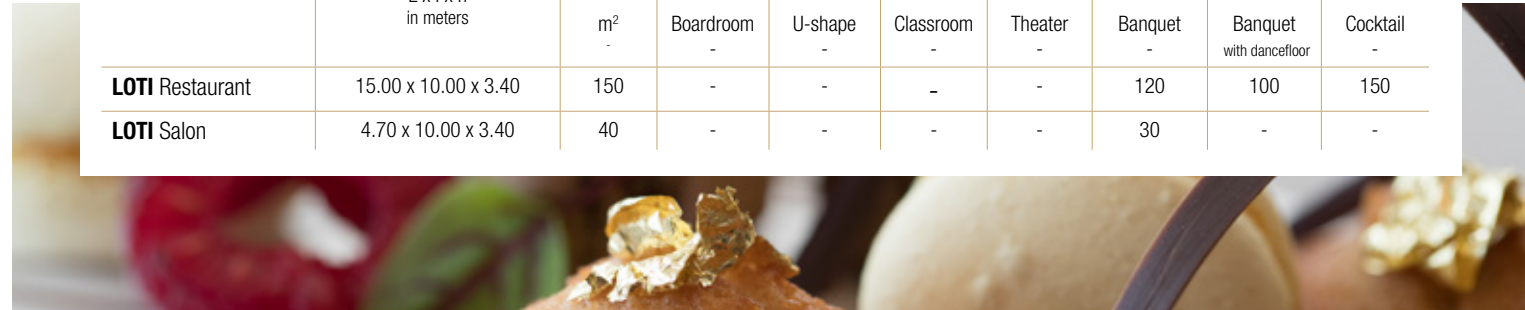 in meters
m² Boardroom U-shape Classroom Theater Banquet Banquet Cocktail
- - - - - - with dancefloor -
LOTI Restaurant 15.00 x 10.00 x 3.40 150 - - - - 120 100 150
LOTI Salon 4.70 x 10.00 x 3.40 40 - - - - 30 - -